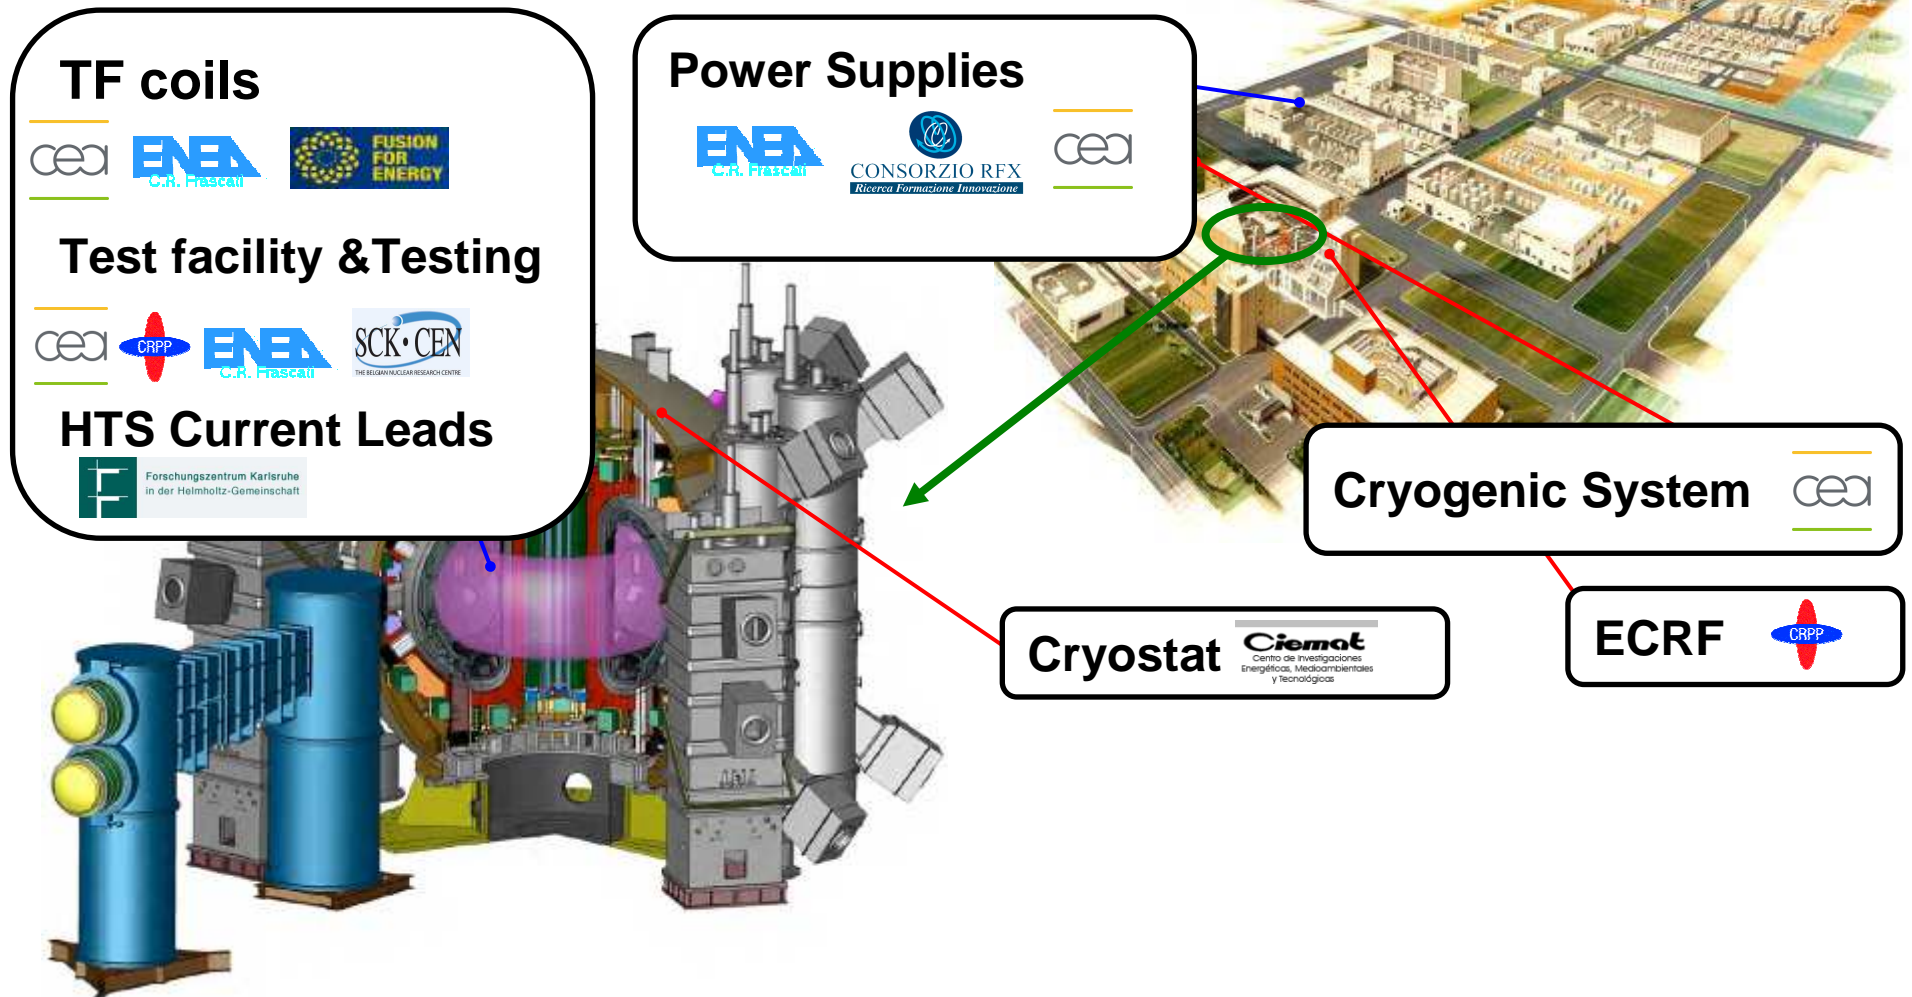 TF coils
cea
ENEA
C.R. Frascati
FUSION
FOR
ENERGY
Test facility &Testing
cea
CRPP
ENEA
C.R. Frascati
SCK•CEN
THE BELGIAN NUCLEAR RESEARCH CENTRE
HTS Current Leads
Forschungszentrum Karlsruhe
in der Helmholtz-Gemeinschaft
Power Supplies
ENEA
C.R. Frascati
CONSORZIO RFX
Ricerca Formazione Innovazione
cea
Cryogenic System
cea
Cryostat
Ciemat
Centro de Investigaciones
Energéticas, Medioambientales
y Tecnológicas
ECRF
CRPP